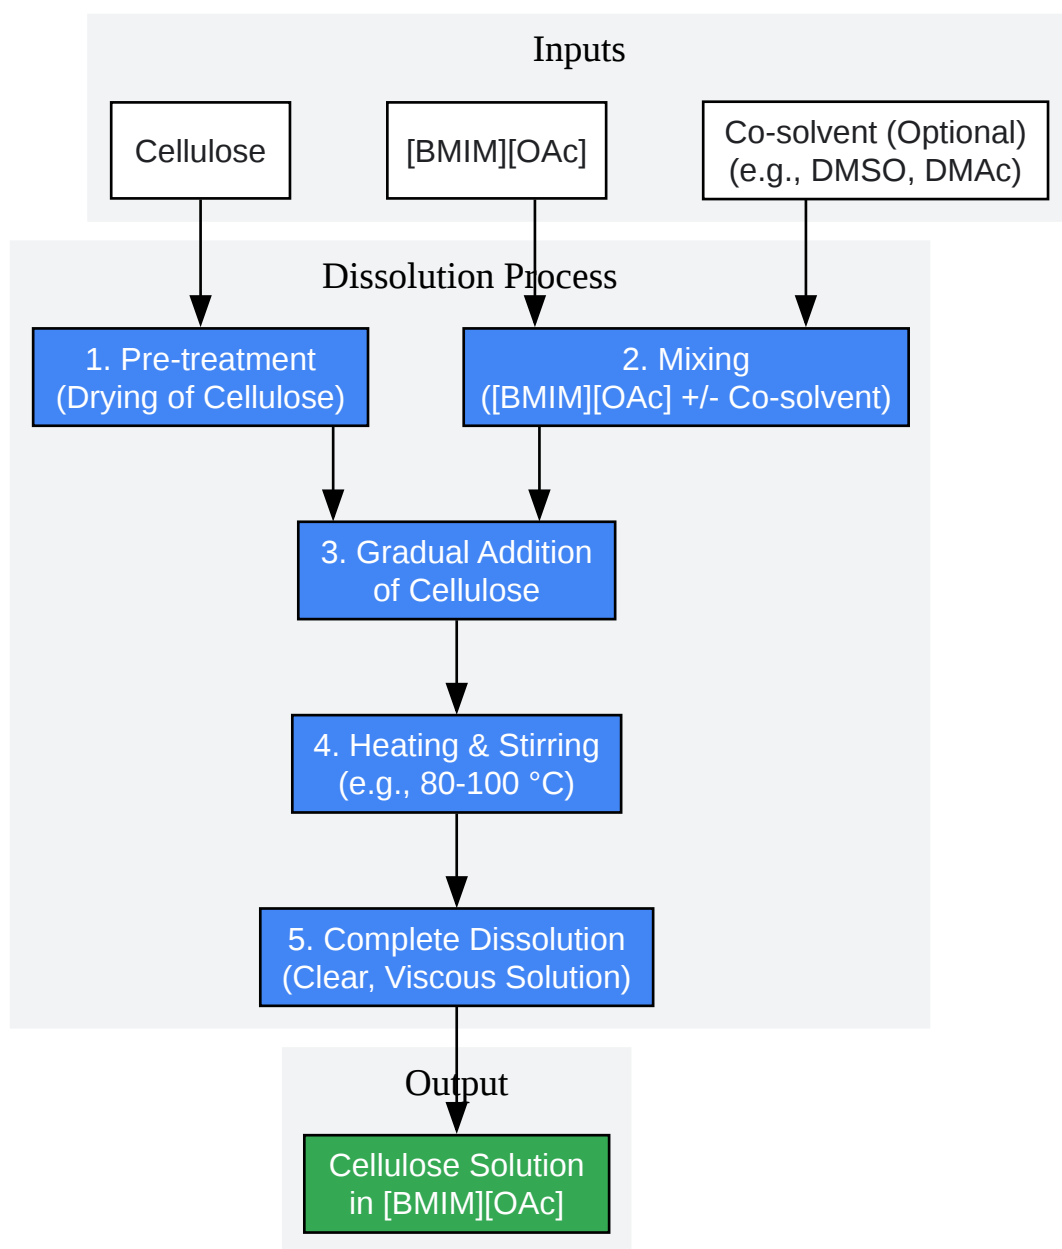 Inputs
Cellulose
[BMIM][OAc]
Co-solvent (Optional)
(e.g., DMSO, DMAc)
Dissolution Process
1. Pre-treatment
(Drying of Cellulose)
2. Mixing
([BMIM][OAc] +/- Co-solvent)
3. Gradual Addition
of Cellulose
4. Heating & Stirring
(e.g., 80-100 °C)
5. Complete Dissolution
(Clear, Viscous Solution)
Output
Cellulose Solution
in [BMIM][OAc]